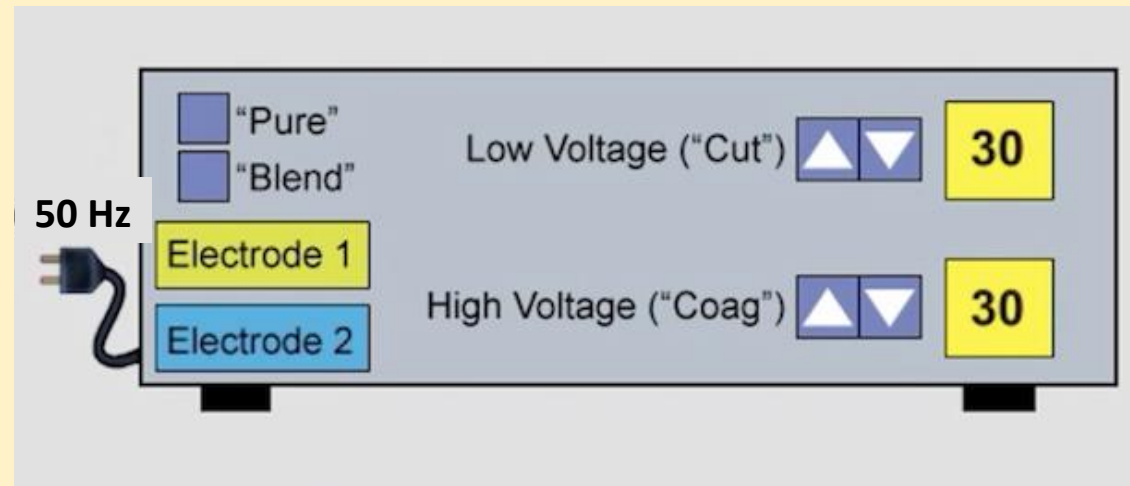 “Pure”
“Blend”
Low Voltage (“Cut”)
30
50 Hz
Electrode 1
Electrode 2
High Voltage (“Coag”)
30